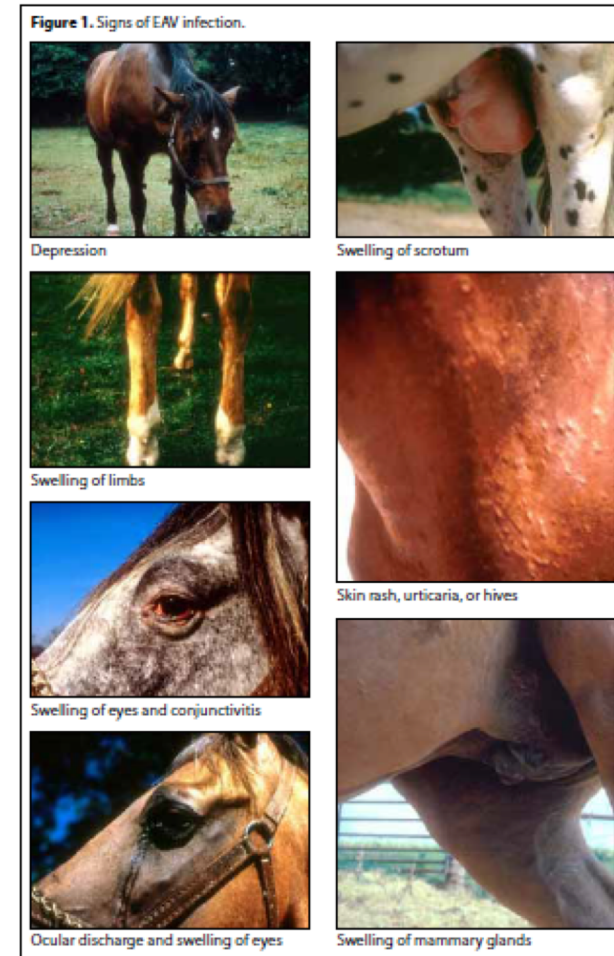 Figure 1. Signs of EAV infection.
Depression
Swelling of scrotum
Swelling of limbs
Skin rash, urticaria, or hives
Swelling of eyes and conjunctivitis
Ocular discharge and swelling of eyes
Swelling of mammary glands